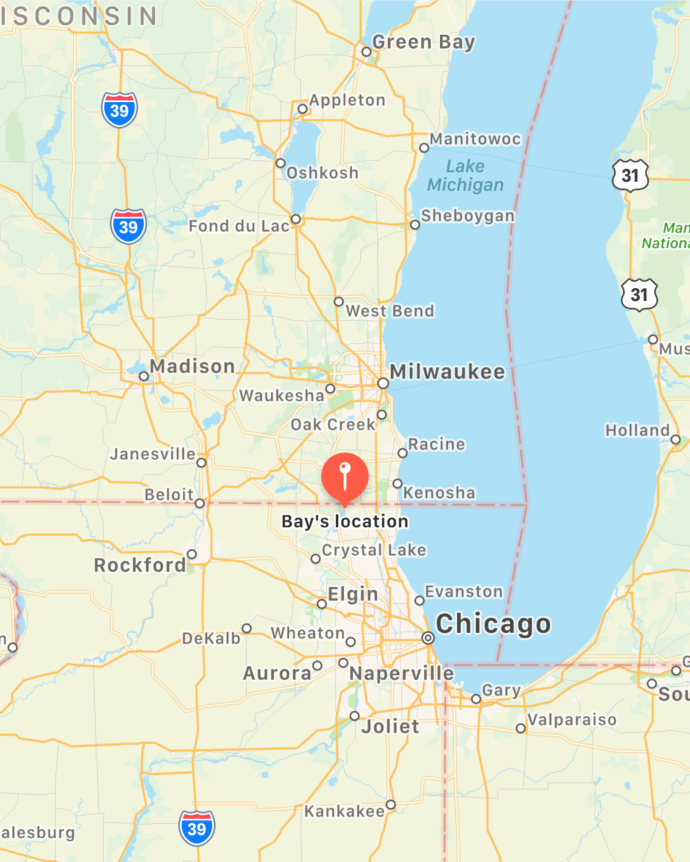 ISCONSIN
Green Bay
39
Appleton
Manitowoc
Lake
Michigan
31
Oshkosh
Sheboygan
39
Fond du Lac
Man
Nationa
31
West Bend
Mus
Madison
Milwaukee
Waukesha
Oak Creek
Holland
Racine
Janesville
Beloit
Kenosha
Bay's location
Crystal Lake
Rockford
Elgin
Evanston
Chicago
n
DeKalb
Wheaton
Aurora
Naperville
G
Gary
Sou
Joliet
Valparaiso
Kankakee
39
alesburg